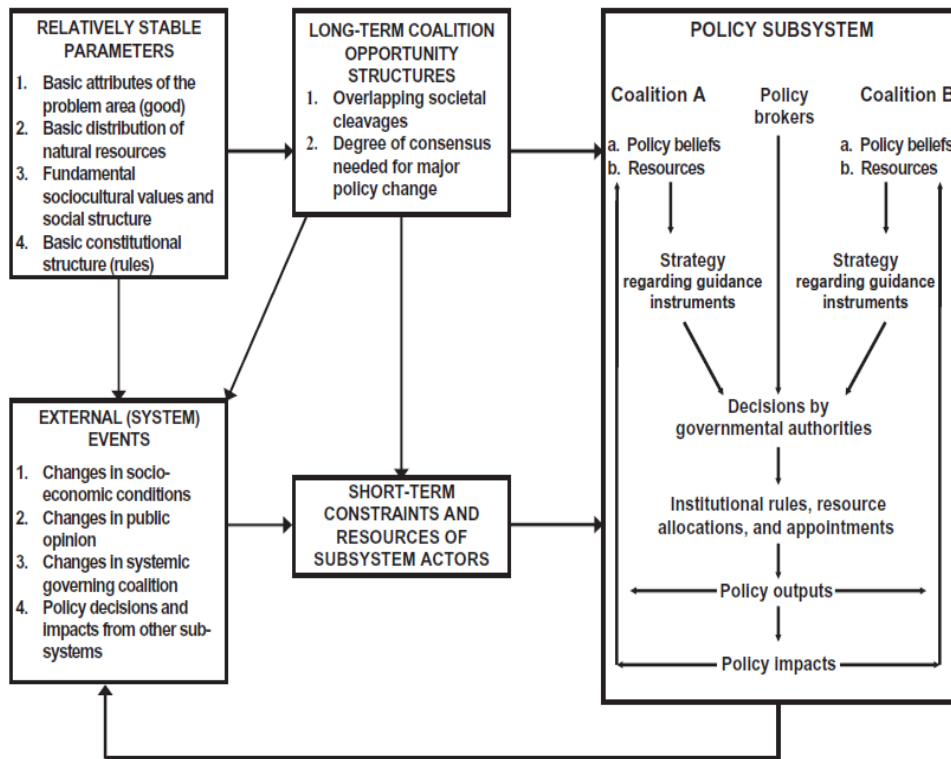 RELATIVELY STABLE
PARAMETERS
1. Basic attributes of the
problem area (good)
2. Basic distribution of
natural resources
3. Fundamental
sociocultural values and
social structure
4. Basic constitutional
structure (rules)
LONG-TERM COALITION
OPPORTUNITY
STRUCTURES
1. Overlapping societal
cleavages
2. Degree of consensus
needed for major
policy change
EXTERNAL (SYSTEM)
EVENTS
1. Changes in socio-
economic conditions
2. Changes in public
opinion
3. Changes in systemic
governing coalition
4. Policy decisions and
impacts from other sub-
systems
SHORT-TERM
CONSTRAINTS AND
RESOURCES OF
SUBSYSTEM ACTORS
POLICY SUBSYSTEM
Coalition A
a. Policy beliefs
b. Resources
Strategy
regarding guidance
instruments
Policy
brokers
Coalition B
a. Policy beliefs
b. Resources
Strategy
regarding guidance
instruments
Decisions by
governmental authorities
Institutional rules, resource
allocations, and appointments
Policy outputs
Policy impacts